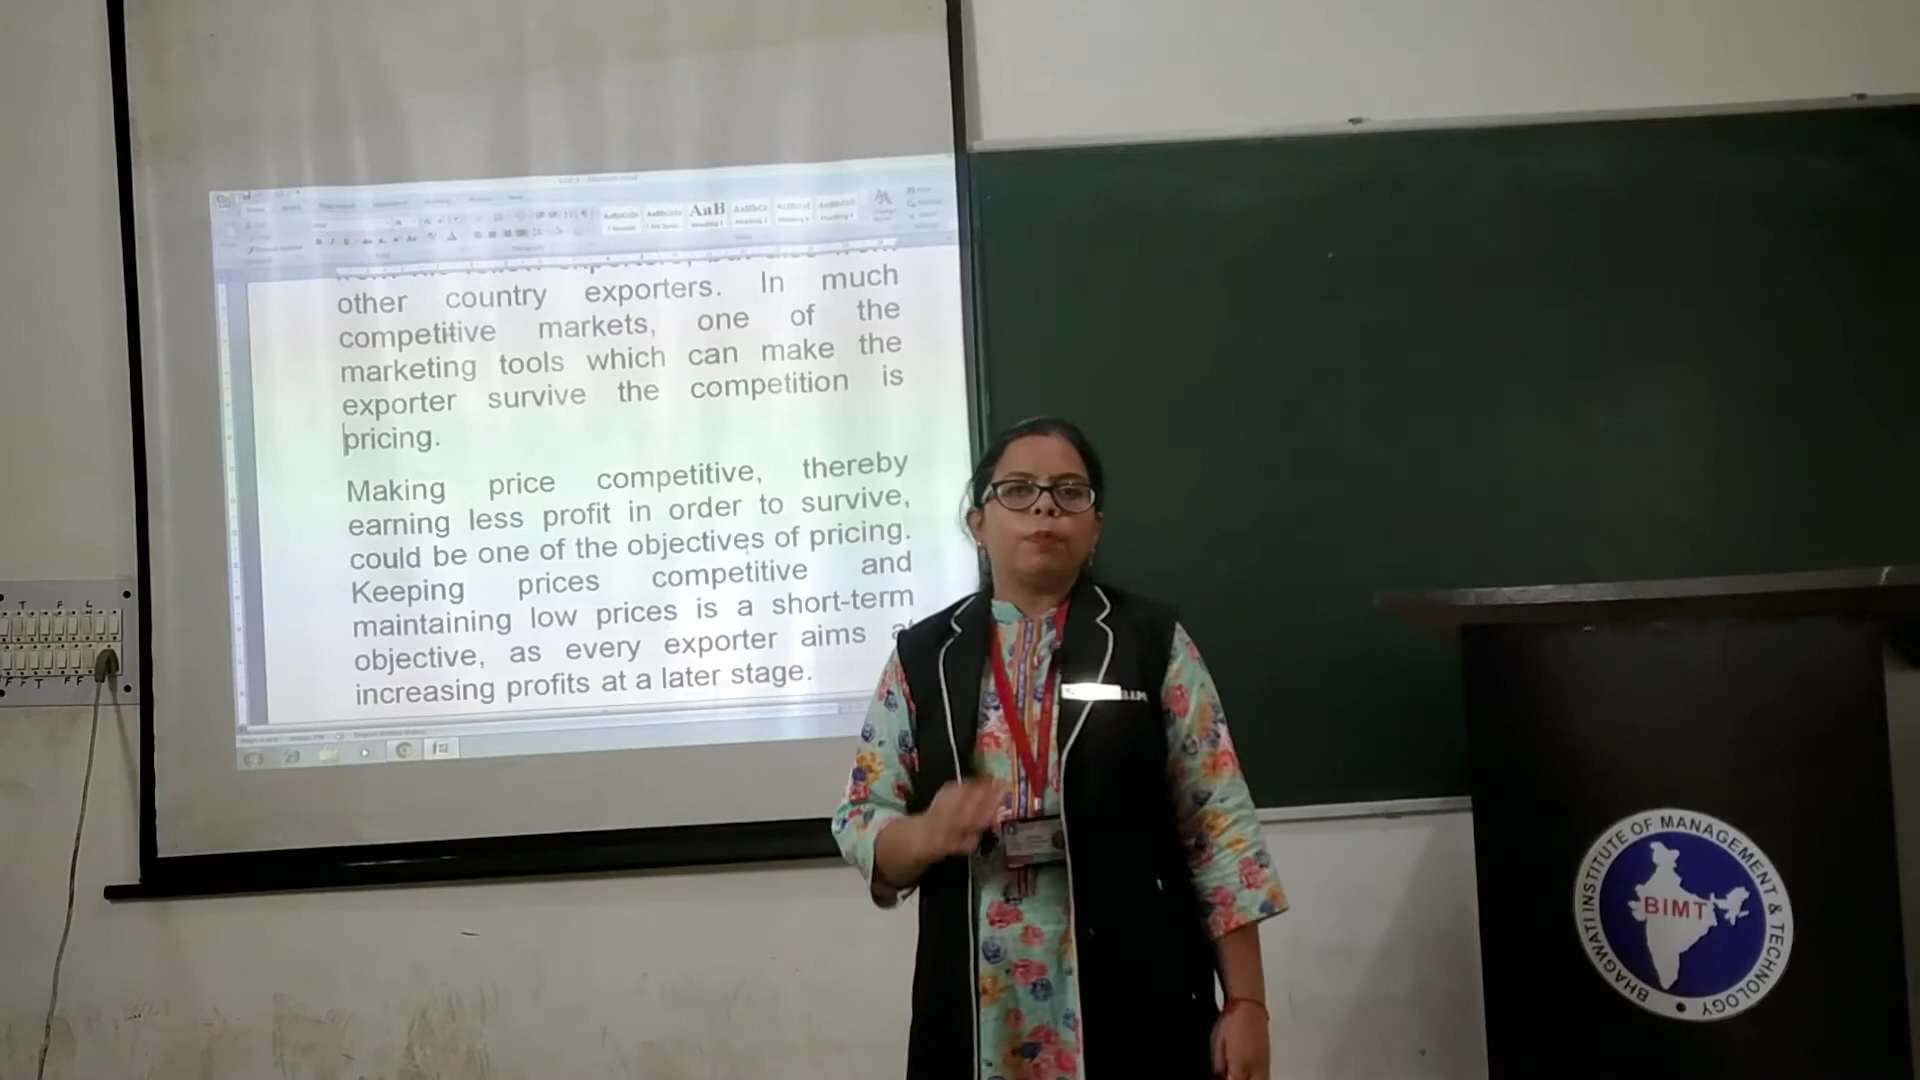 AaB
other country exporters. In much
competitive markets, one of the
marketing tools which can make the
exporter survive the competition is
pricing.
Making price competitive, thereby
earning less profit in order to survive,
could be one of the objectives of pricing.
Keeping prices competitive and
maintaining low prices is a short-term
objective, as every exporter aims at
increasing profits at a later stage.
T F L
F F T F F
BHAGWATI INSTITUTE OF MANAGEMENT & TECHNOLOGY
BIMT